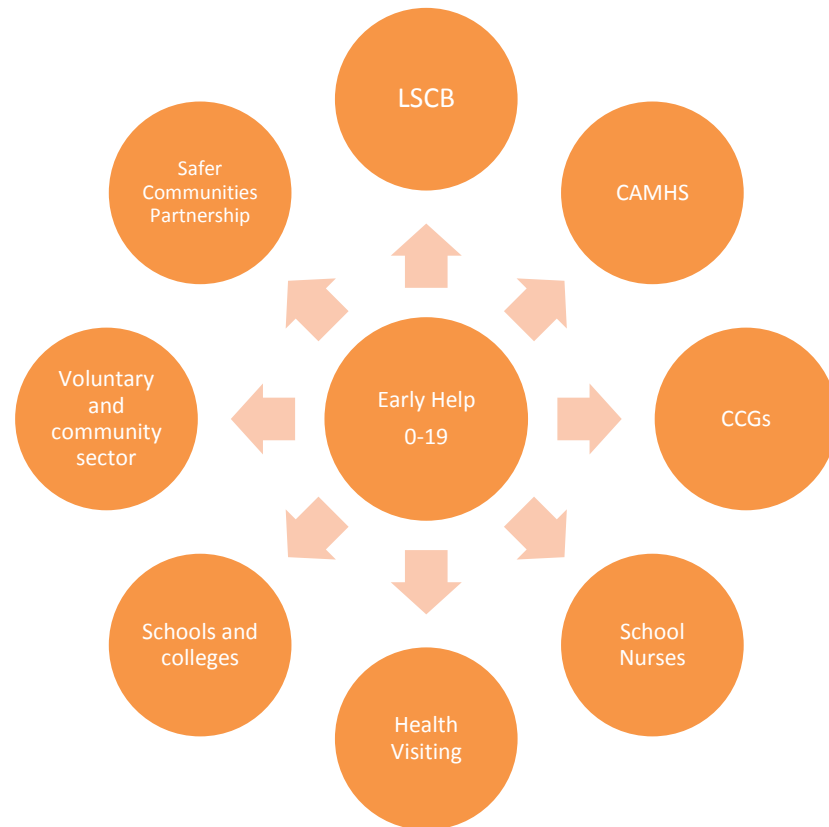 LSCB
Safer
Communities
Partnership
CAMHS
Voluntary
and
community
sector
Early Help
0-19
CCGs
Schools and
colleges
School
Nurses
Health
Visiting